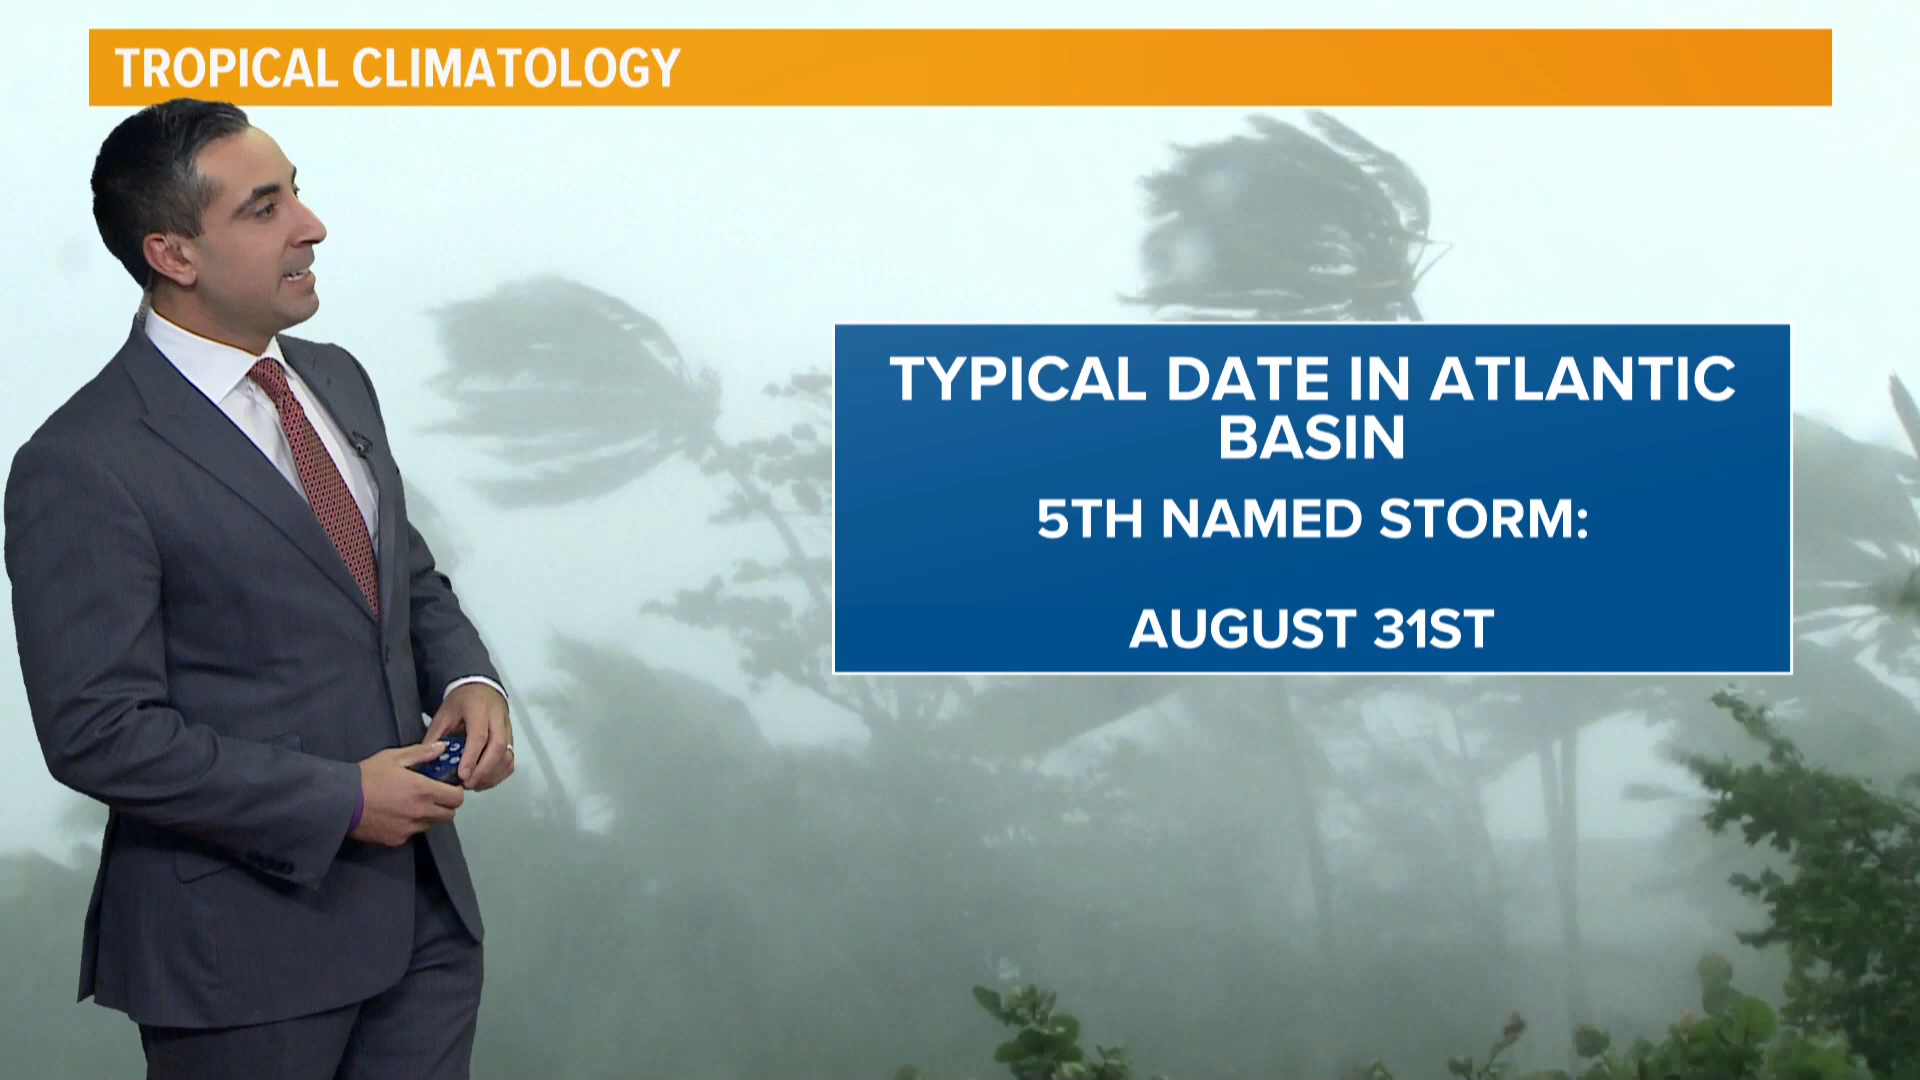 TROPICAL CLIMATOLOGY
TYPICAL DATE IN ATLANTIC
BASIN
5TH NAMED STORM:
AUGUST 31ST